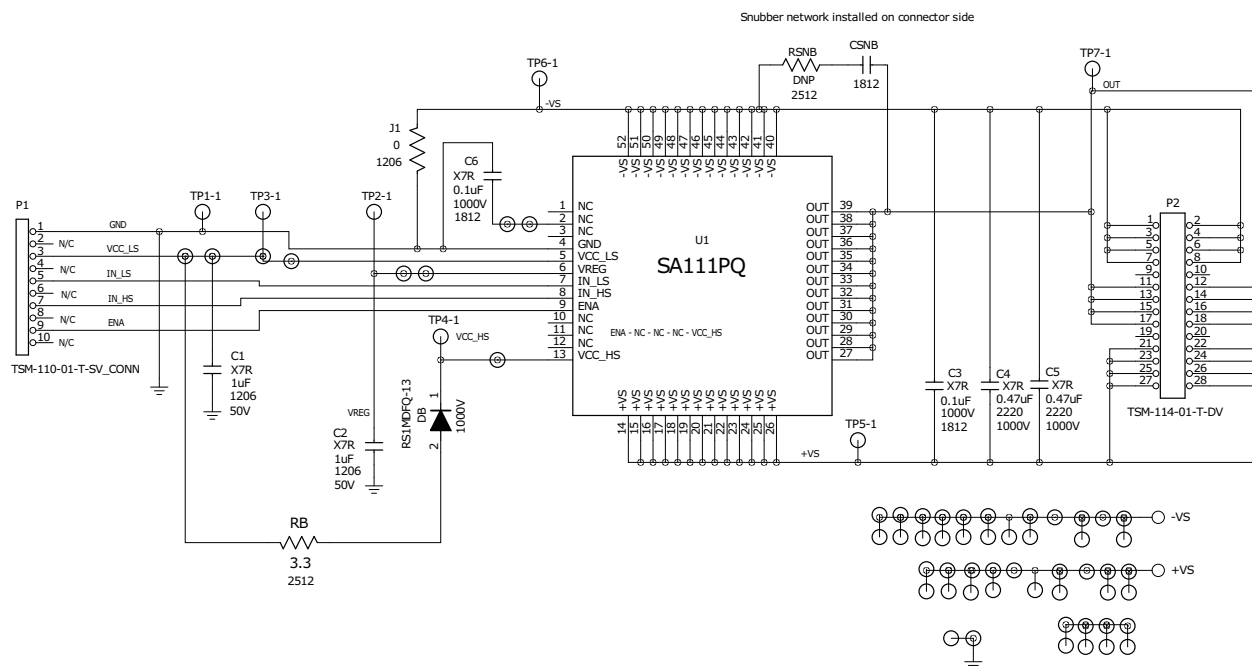 Snubber network installed on connector side
RSNB
DNP
2512
CSNB
1812
TP7-1
OUT
TP6-1
-VS
J1
0
1206
C6
X7R
0.1uF
1000V
1812
52 51 50 49 48 47 46 45 44 43 42 41 40
-VS -VS -VS -VS -VS -VS -VS -VS -VS -VS -VS -VS -VS
P1
TP1-1
TP3-1
TP2-1
1 GND
2 N/C
3 VCC_LS
4 N/C
5 IN_LS
6 N/C
7 IN_HS
8 N/C
9 ENA
10 N/C
TSM-110-01-T-SV_CONN
U1
SA111PQ
ENA - NC - NC - NC - VCC_HS
1 NC
2 NC
3 NC
4 GND
5 VCC_LS
6 VREG
7 IN_LS
8 IN_HS
9 ENA
10 NC
11 NC
12 NC
13 VCC_HS
OUT 39
OUT 38
OUT 37
OUT 36
OUT 35
OUT 34
OUT 33
OUT 32
OUT 31
OUT 30
OUT 29
OUT 28
OUT 27
+VS +VS +VS +VS +VS +VS +VS +VS +VS +VS +VS +VS +VS
14 15 16 17 18 19 20 21 22 23 24 25 26
TP4-1
VCC_HS
C1
X7R
1uF
1206
50V
VREG
C2
X7R
1uF
1206
50V
RS1MDFQ-13
DB
1
2
1000V
RB
3.3
2512
+VS
TP5-1
C3
X7R
0.1uF
1000V
1812
C4
X7R
0.47uF
2220
1000V
C5
X7R
0.47uF
2220
1000V
P2
1 2
3 4
5 6
7 8
9 10
11 12
13 14
15 16
17 18
19 20
21 22
23 24
25 26
27 28
TSM-114-01-T-DV
-VS
+VS